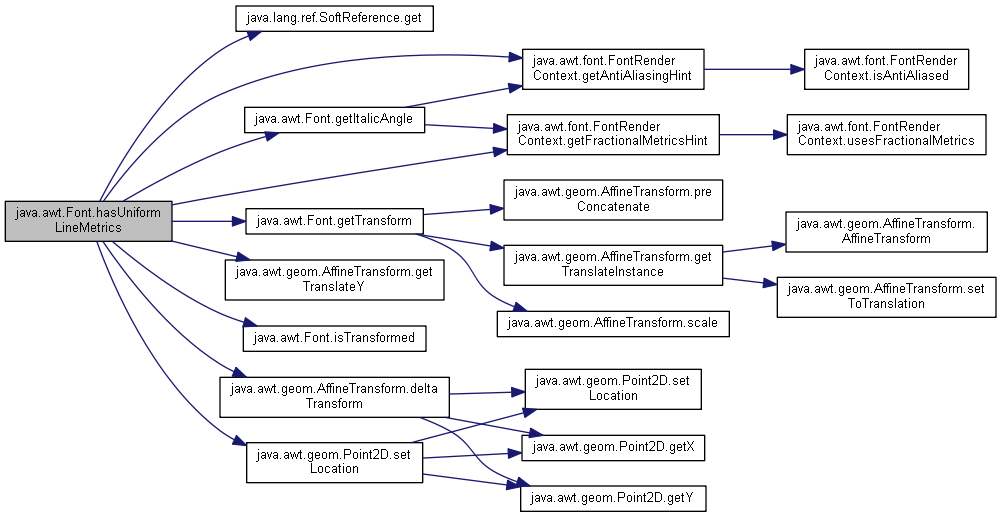 java.lang.ref.SoftReference.get
java.awt.font.FontRender
Context.getAntiAliasingHint
java.awt.font.FontRender
Context.isAntiAliased
java.awt.Font.getItalicAngle
java.awt.font.FontRender
Context.getFractionalMetricsHint
java.awt.font.FontRender
Context.usesFractionalMetrics
java.awt.geom.AffineTransform.pre
Concatenate
java.awt.Font.hasUniform
LineMetrics
java.awt.Font.getTransform
java.awt.geom.AffineTransform.
AffineTransform
java.awt.geom.AffineTransform.get
TranslateInstance
java.awt.geom.AffineTransform.get
TranslateY
java.awt.geom.AffineTransform.set
ToTranslation
java.awt.geom.AffineTransform.scale
java.awt.Font.isTransformed
java.awt.geom.AffineTransform.delta
Transform
java.awt.geom.Point2D.set
Location
java.awt.geom.Point2D.getX
java.awt.geom.Point2D.set
Location
java.awt.geom.Point2D.getY